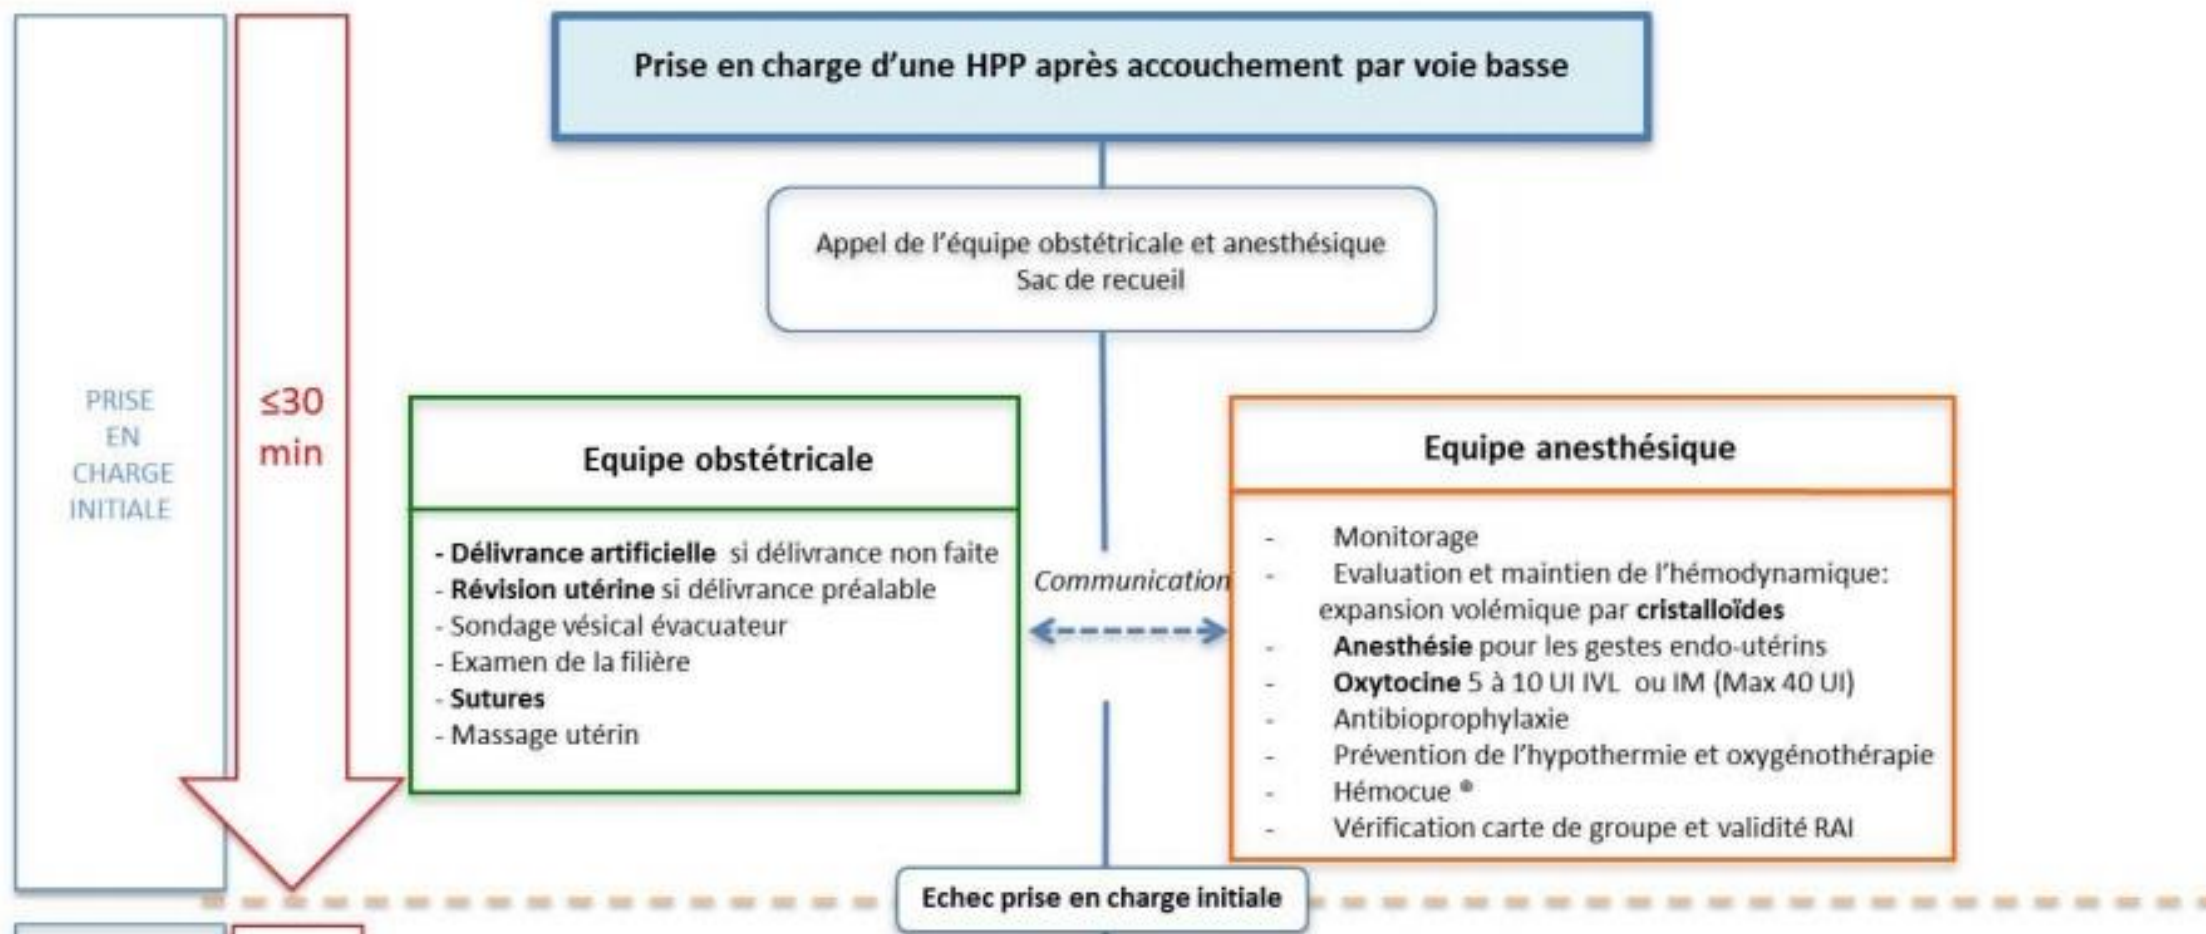 Prise en charge d'une HPP après accouchement par voie basse
Appel de l'équipe obstétricale et anesthésique
Sac de recueil
PRISE
EN
CHARGE
INITIALE
≤30
min
Equipe obstétricale
- Délivrance artificielle si délivrance non faite
- Révision utérine si délivrance préalable
- Sondage vésical évacuateur
- Examen de la filière
- Sutures
- Massage utérin
Communication
Equipe anesthésique
- Monitorage
- Evaluation et maintien de l'hémodynamique:
expansion volémique par cristalloïdes
- Anesthésie pour les gestes endo-utérins
- Oxytocine 5 à 10 UI IVL ou IM (Max 40 UI)
- Antibioprophylaxie
- Prévention de l'hypothermie et oxygénothérapie
- Hémocue ®
- Vérification carte de groupe et validité RAI
Echec prise en charge initiale